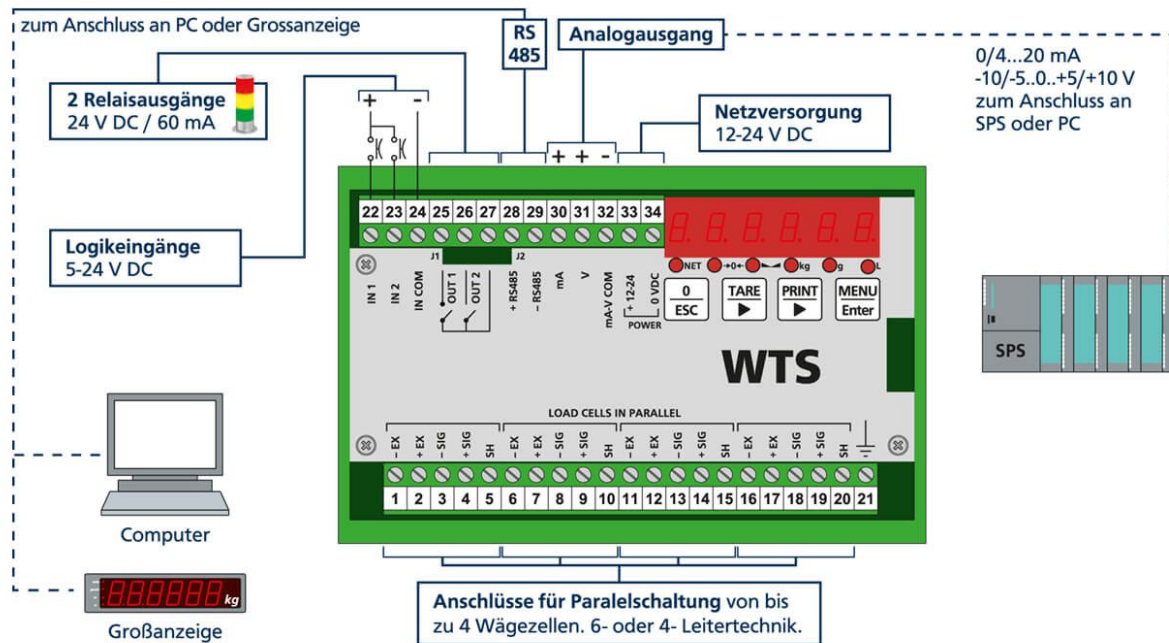 zum Anschluss an PC oder Grossanzeige
RS
485
Analogausgang
0/4...20 mA
-10/-5..0..+5/+10 V
zum Anschluss an
SPS oder PC
2 Relaisausgänge
24 V DC / 60 mA
Netzversorgung
12-24 V DC
Logikeingänge
5-24 V DC
+ -
+ + -
22 23 24 25 26 27 28 29 30 31 32 33 34
8.8.8.8.8.8.
J1 J2
NET →0← kg g L
IN 1
IN 2
IN COM
OUT 1
OUT 2
+ RS485
− RS485
mA
V
mA-V COM
+ 12-24
0 VDC
POWER
0
ESC
TARE
PRINT
MENU
Enter
WTS
SPS
LOAD CELLS IN PARALLEL
− EX + EX − SIG + SIG SH − EX + EX − SIG + SIG SH − EX + EX − SIG + SIG SH − EX + EX − SIG + SIG SH
1 2 3 4 5 6 7 8 9 10 11 12 13 14 15 16 17 18 19 20 21
Computer
888888 kg
Großanzeige
Anschlüsse für Paralelschaltung von bis
zu 4 Wägezellen. 6- oder 4- Leitertechnik.